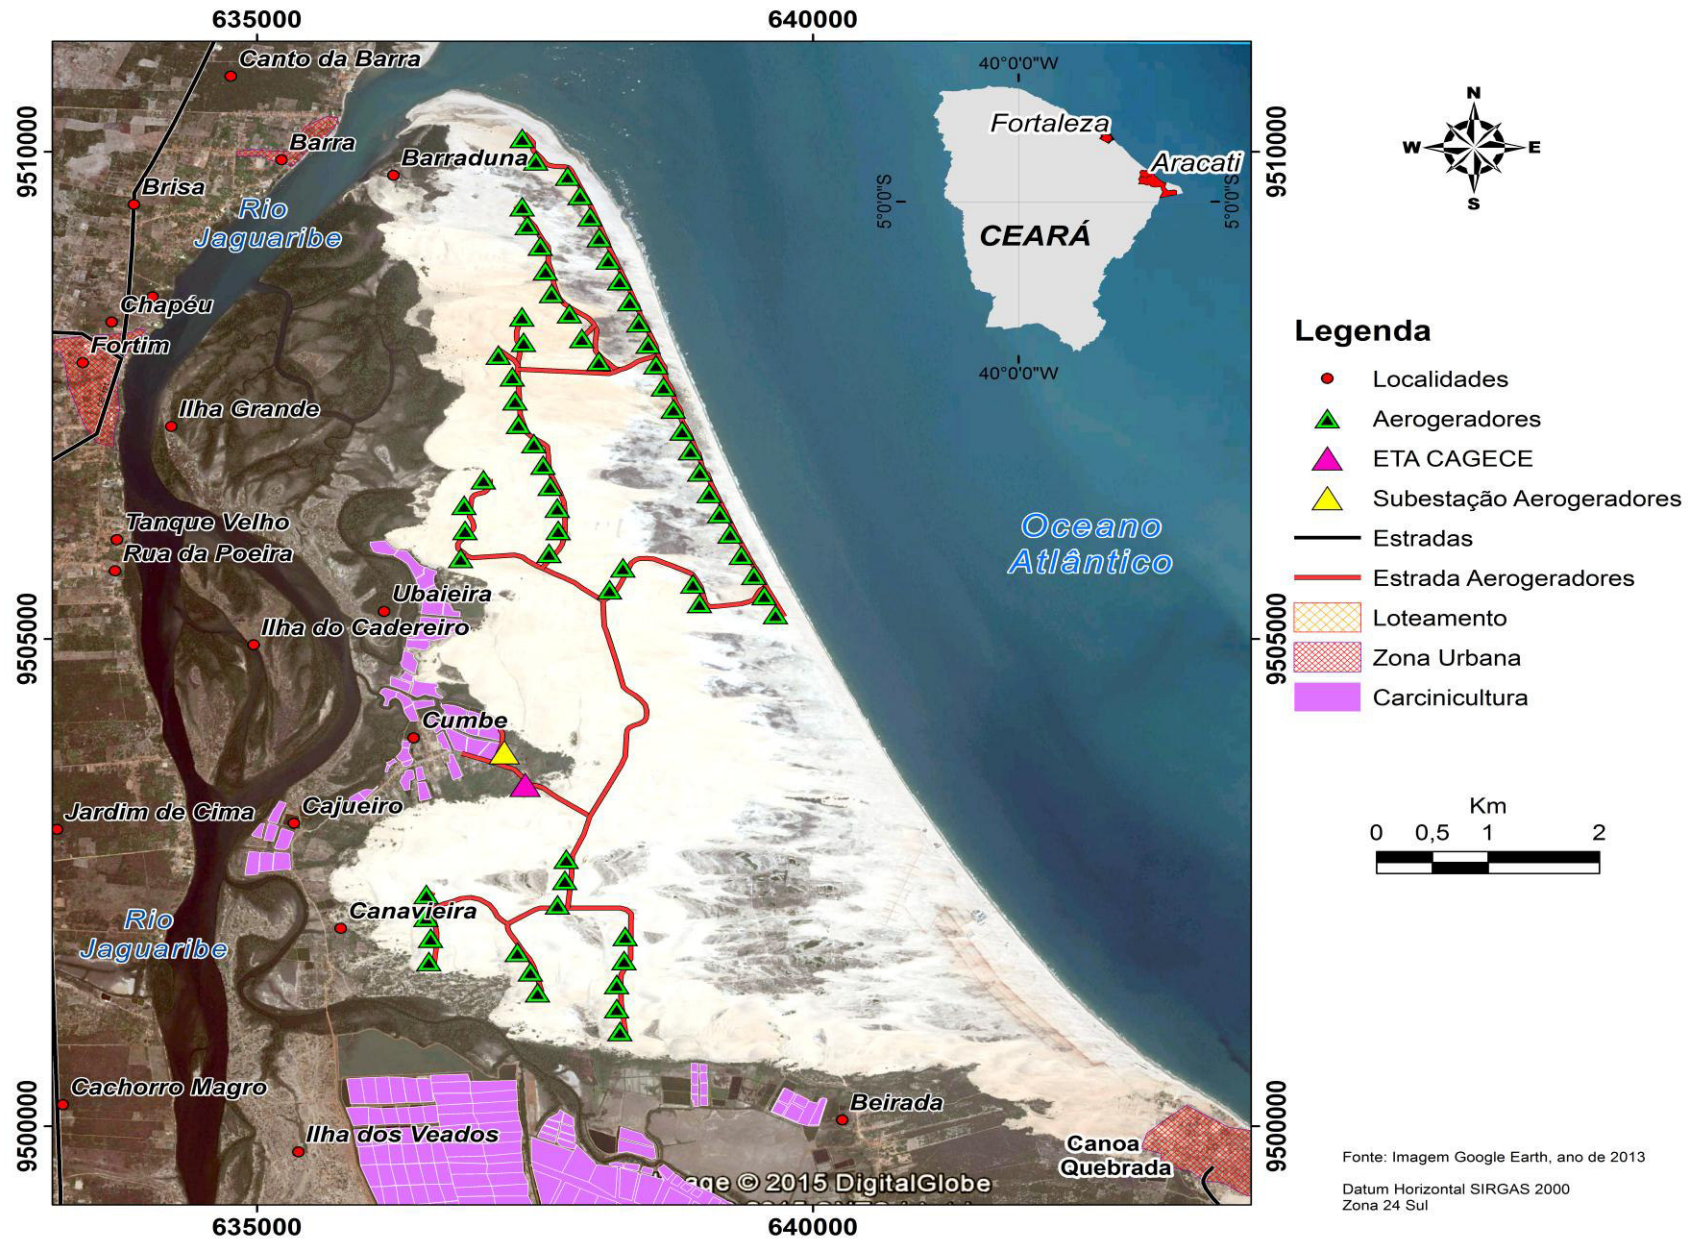 635000
640000
Canto da Barra
Barra
Barraduna
Brisa
Rio
Jaguaribe
Chapéu
Fortim
Ilha Grande
Tanque Velho
Rua da Poeira
Ubaieira
Ilha do Cadereiro
Cumbe
Jardim de Cima
Cajueiro
Canavieira
Rio
Jaguaribe
Cachorro Magro
Ilha dos Veados
Beirada
Canoa
Quebrada
Oceano
Atlântico
age © 2015 DigitalGlobe
9510000
9505000
9500000
9510000
9505000
9500000
635000
640000
40°0'0"W
Fortaleza
Aracati
CEARÁ
5°0'0"S
5°0'0"S
40°0'0"W
N
W
E
S
Legenda
Localidades
Aerogeradores
ETA CAGECE
Subestação Aerogeradores
Estradas
Estrada Aerogeradores
Loteamento
Zona Urbana
Carcinicultura
Km
0 0,5 1 2
Fonte: Imagem Google Earth, ano de 2013
Datum Horizontal SIRGAS 2000
Zona 24 Sul